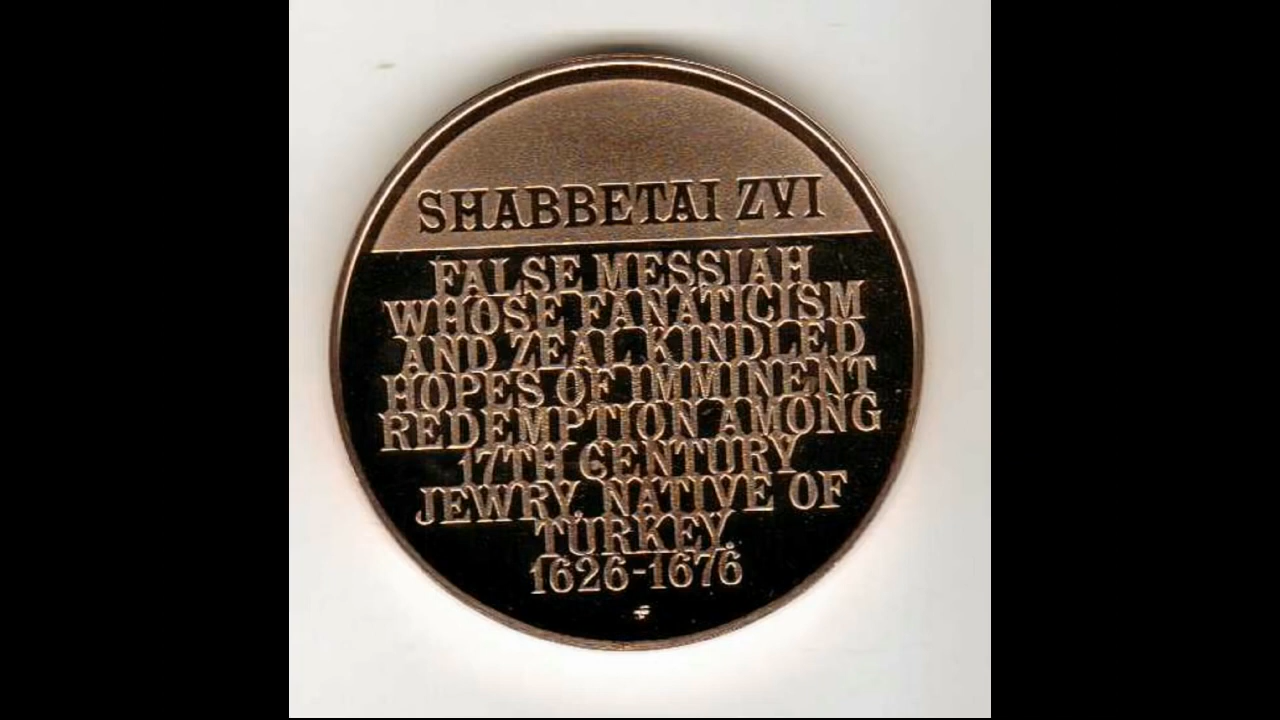 SHABBETAI ZVI
FALSE MESSIAH
WHOSE FANATICISM
AND ZEAL KINDLED
HOPES OF IMMINENT
REDEMPTION AMONG
17TH CENTURY
JEWRY. NATIVE OF
TURKEY.
1626-1676